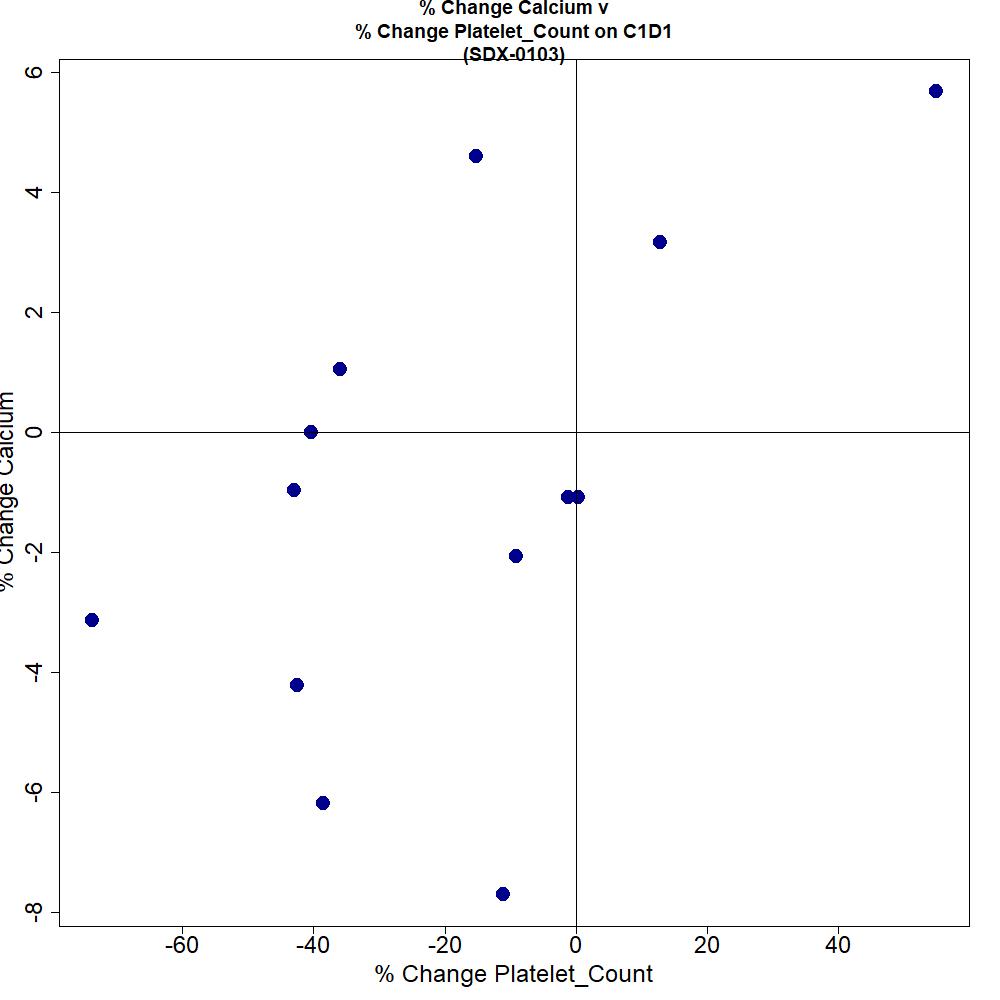 % Change Calcium v
% Change Platelet_Count on C1D1
(SDX-0103)
% Change Calcium
6
4
2
0
-2
-4
-6
-8
-60
-40
-20
0
20
40
% Change Platelet_Count